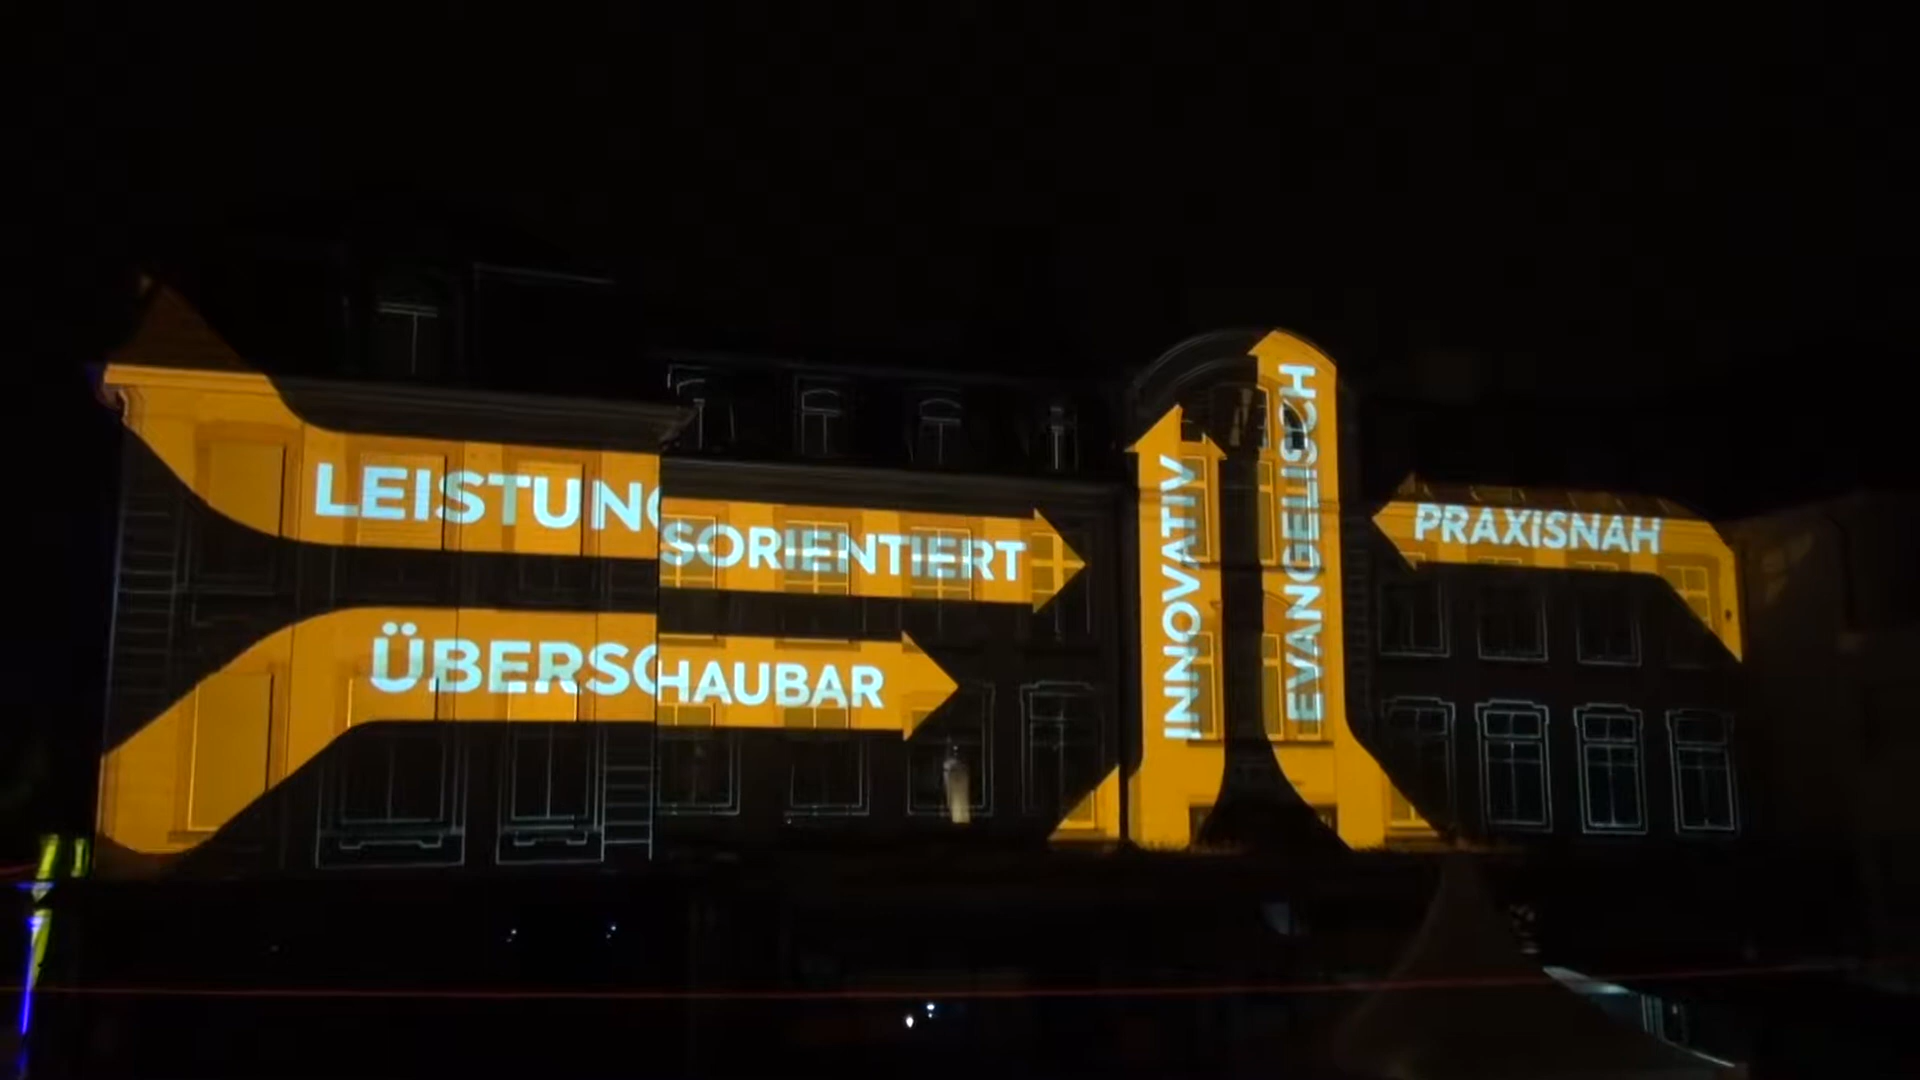 LEISTUNGSORIENTIERT
ÜBERSCHAUBAR
INNOVATIV
EVANGELISCH
PRAXISNAH